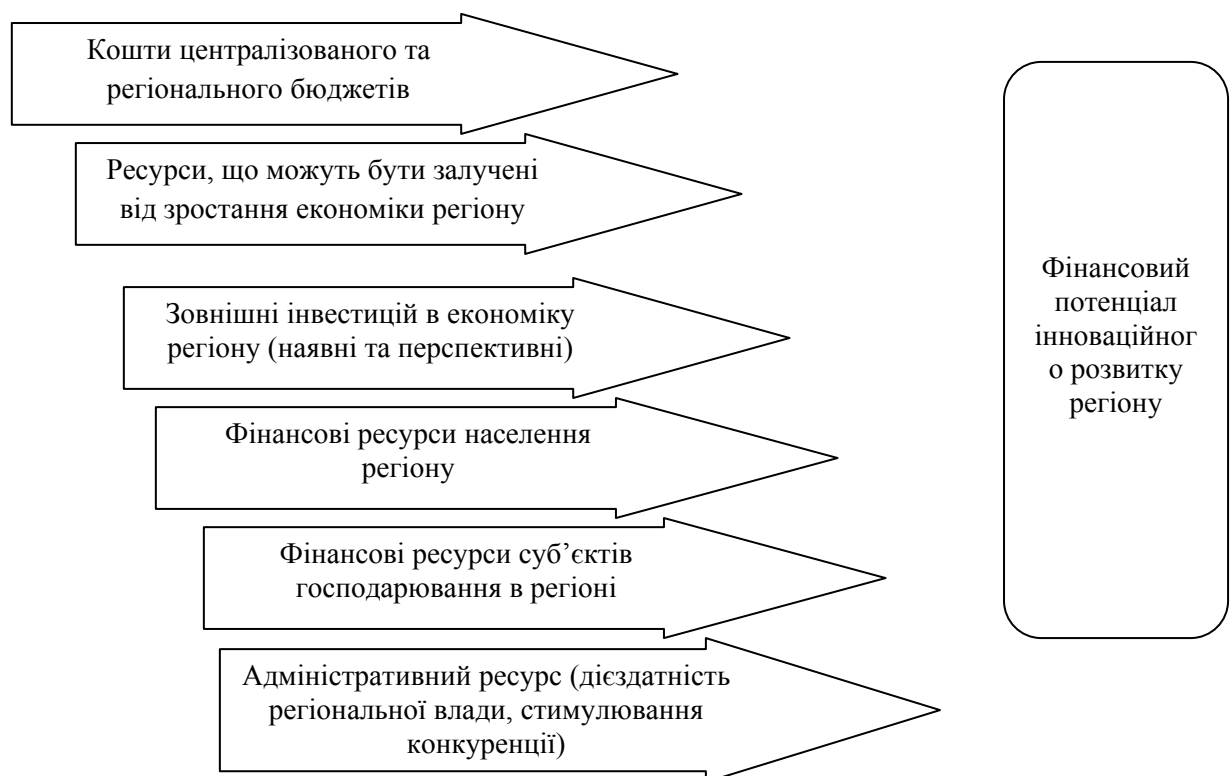 Кошти централізованого та
регіонального бюджетів
Ресурси, що можуть бути залучені
від зростання економіки регіону
Зовнішні інвестицій в економіку
регіону (наявні та перспективні)
Фінансові ресурси населення
регіону
Фінансові ресурси суб’єктів
господарювання в регіоні
Адміністративний ресурс (дієздатність
регіональної влади, стимулювання
конкуренції)
Фінансовий
потенціал
інноваційног
о розвитку
регіону